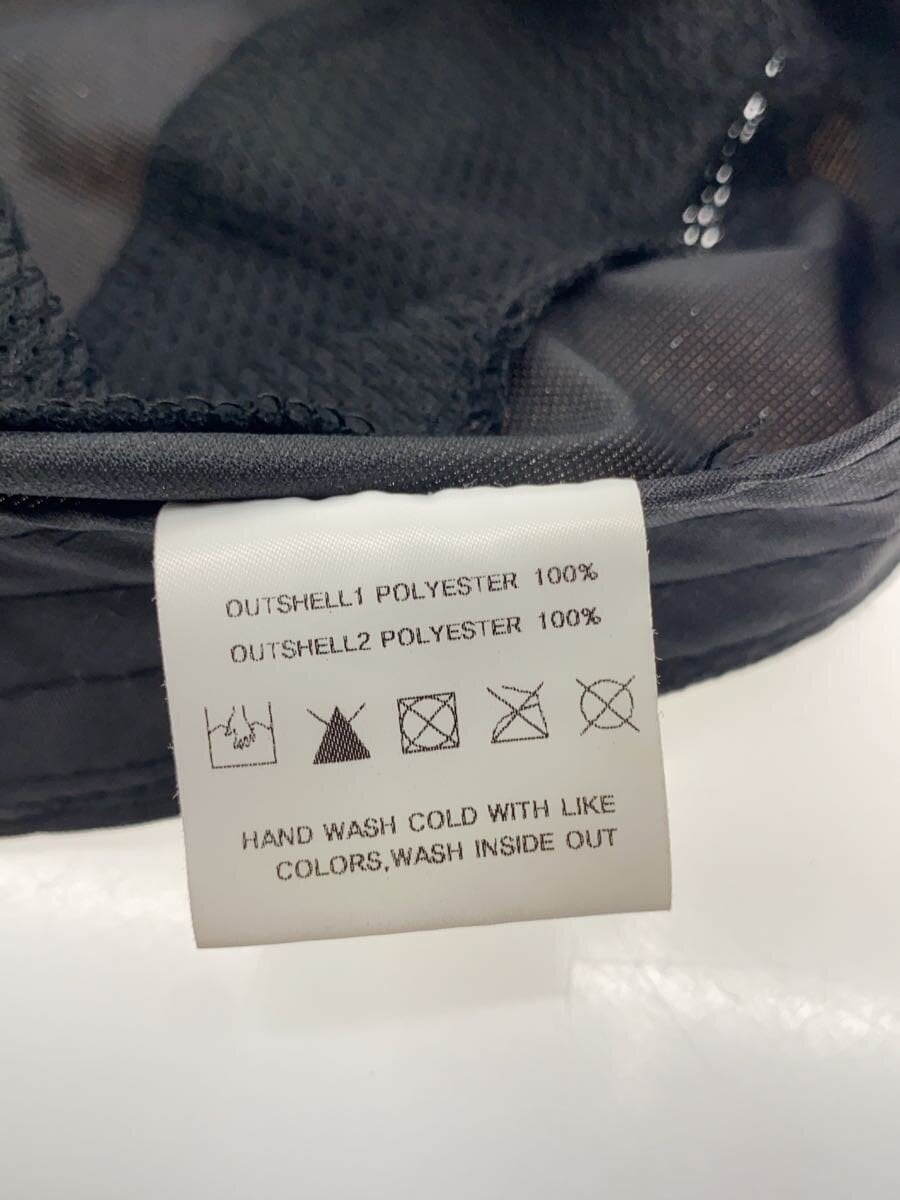 OUTSHELL1 POLYESTER 100%
OUTSHELL2 POLYESTER 100%
HAND WASH COLD WITH LIKE
COLORS,WASH INSIDE OUT